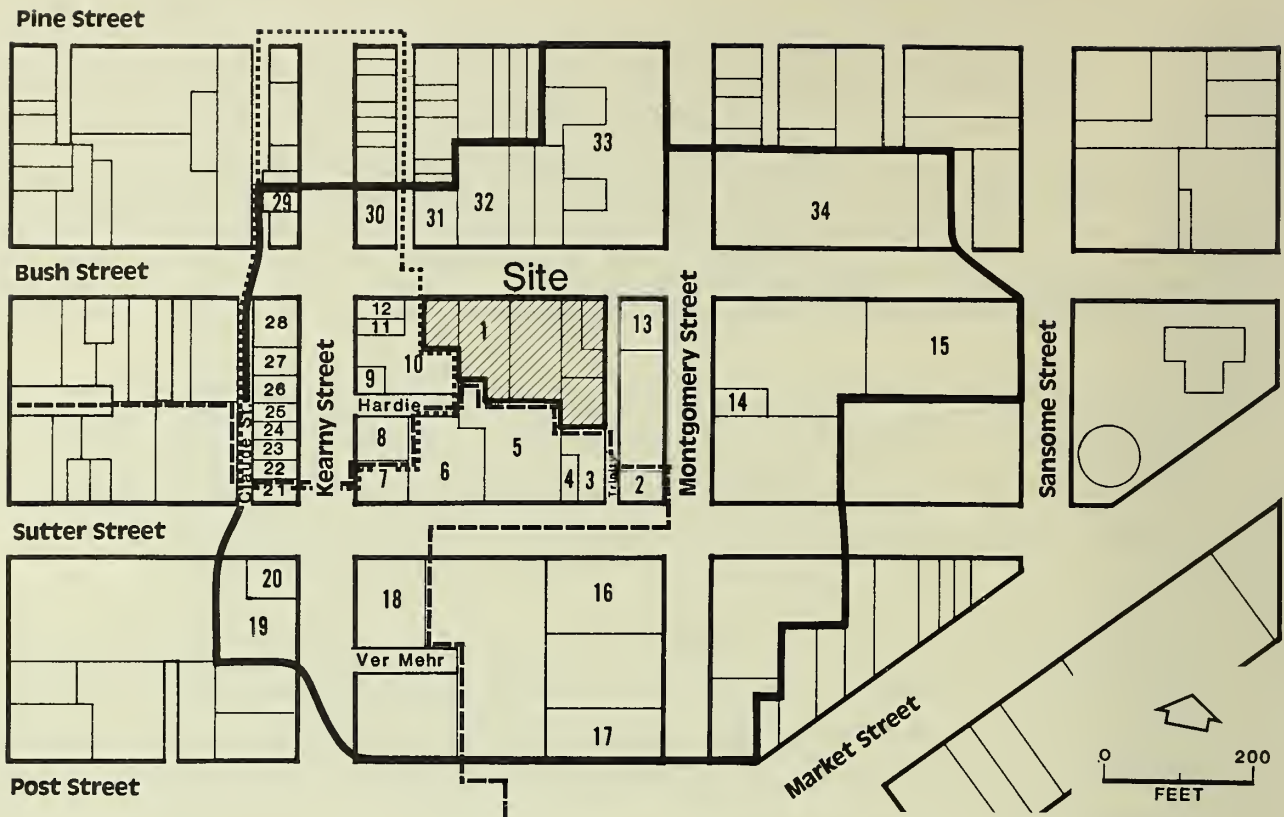 Pine Street
33
29
30
31
32
34
Bush Street
Site
28
12
11
1
13
27
10
15
26
9
14
25
Hardie
24
8
5
23
6
22
7
4
3
2
21
Claude St.
Kearny Street
Trinity
Montgomery Street
Sansome Street
Sutter Street
20
18
16
19
Ver Mehr
17
Market Street
Post Street
0
200
FEET